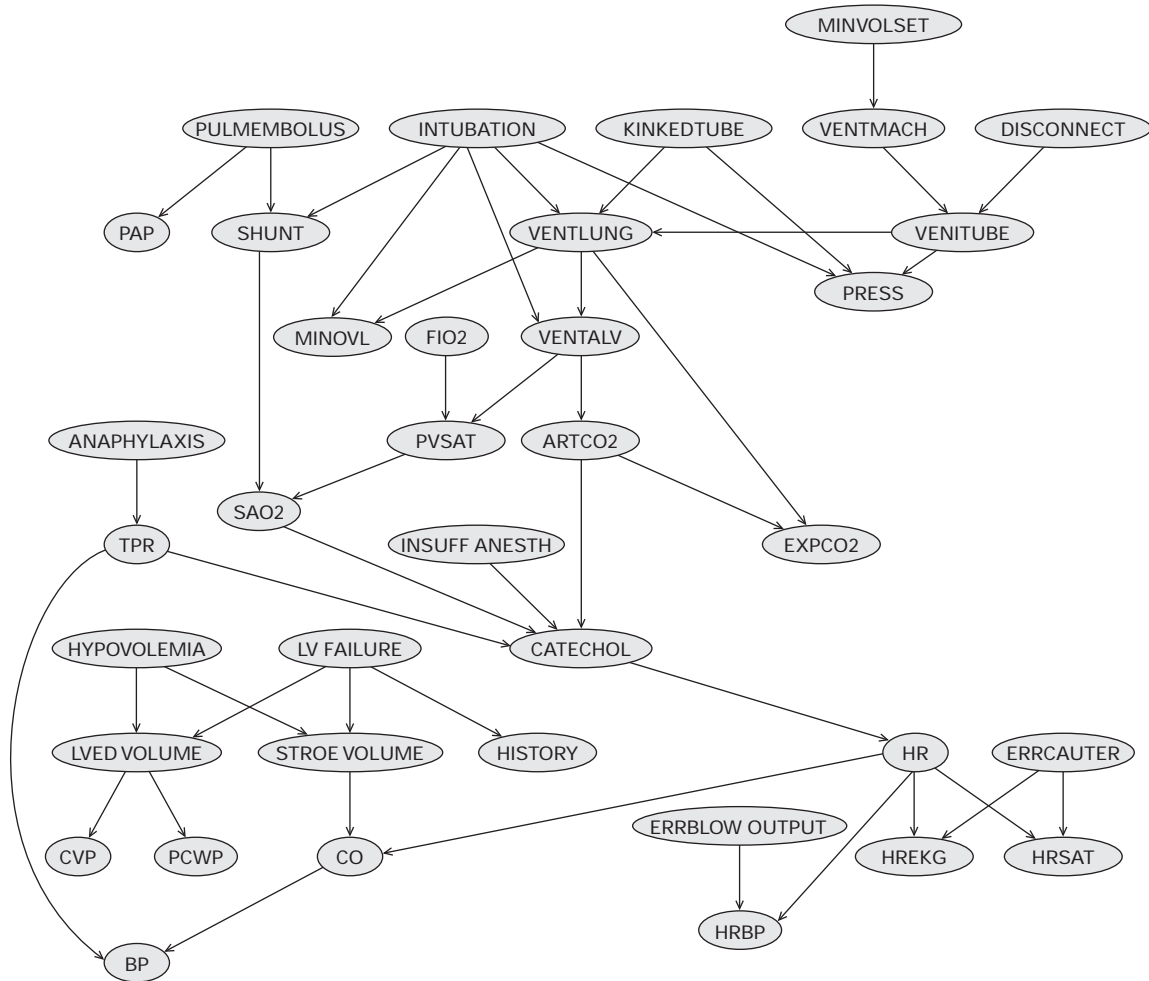 MINVOLSET
PULMEMBOLUS
INTUBATION
KINKEDTUBE
VENTMACH
DISCONNECT
PAP
SHUNT
VENTLUNG
VENITUBE
PRESS
MINOVL
FIO2
VENTALV
ANAPHYLAXIS
PVSAT
ARTCO2
SAO2
TPR
INSUFF ANESTH
EXPCO2
HYPOVOLEMIA
LV FAILURE
CATECHOL
LVED VOLUME
STROE VOLUME
HISTORY
HR
ERRCAUTER
ERRBLOW OUTPUT
CVP
PCWP
CO
HREKG
HRSAT
HRBP
BP